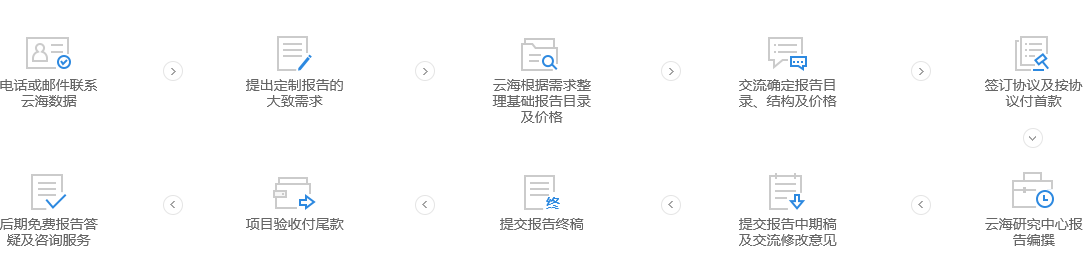 电话或邮件联系
云海数据
提出定制报告的
大致需求
云海根据需求整
理基础报告目录
及价格
交流确定报告目
录、结构及价格
签订协议及按协
议付首款
云海研究中心报
告编撰
提交报告中期稿
及交流修改意见
终
提交报告终稿
项目验收付尾款
后期免费报告答
疑及咨询服务